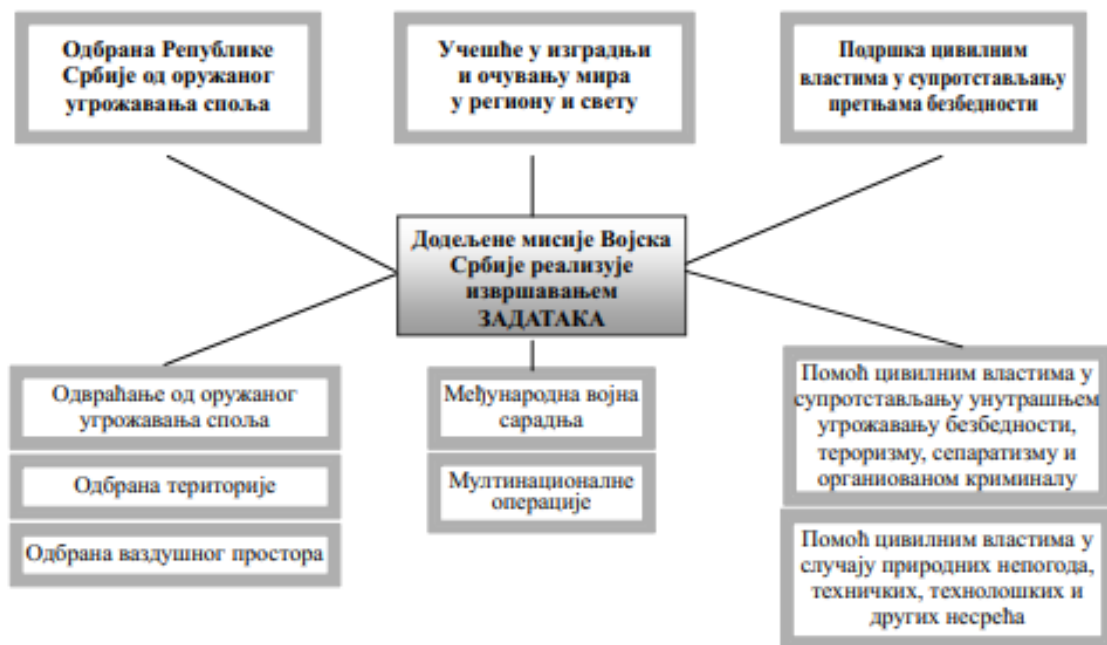 Одбрана Републике
Србије од оружаног
угрожавања споља
Учешће у изградњи
и очувању мира
у региону и свету
Подршка цивилним
властима у супротстављању
претњама безбедности
Додељене мисије Војска
Србије реализује
извршавањем
ЗАДАТАКА
Одвраћање од оружаног
угрожавања споља
Одбрана територије
Одбрана ваздушног простора
Међународна војна
сарадња
Мултинационалне
операције
Помоћ цивилним властима у
супротстављању унутрашњем
угрожавању безбедности,
тероризму, сепаратизму и
органиованом криминалу
Помоћ цивилним властима у
случају природних непогода,
техничких, технолошких и
других несрећа